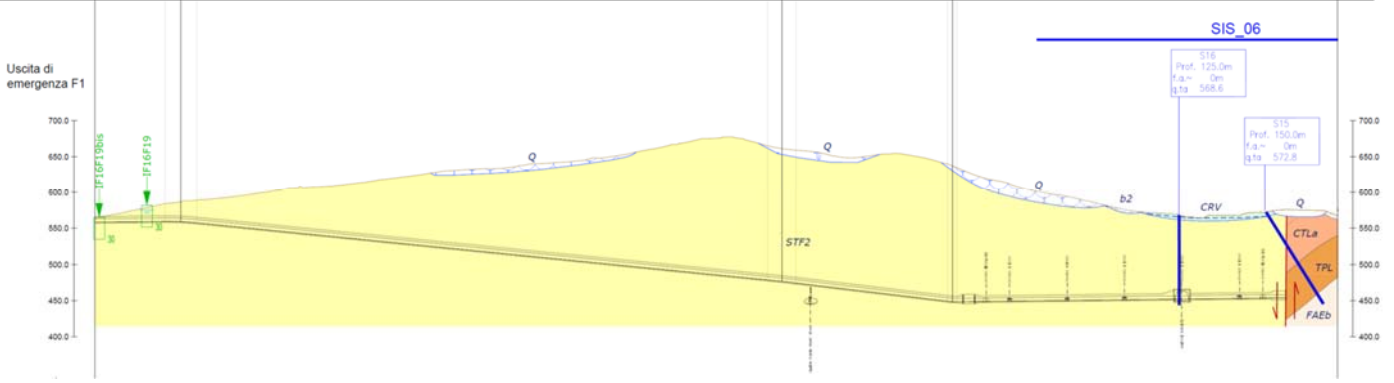 SIS_06
Uscita di
emergenza F1
S16
Prof. 125.0m
f.a.~ 0m
q.ta 568.6
S15
Prof. 150.0m
f.a.~ 0m
q.ta 572.8
700.0
650.0
600.0
550.0
500.0
450.0
400.0
IF16F19bis
IF16F19
30
30
Q
Q
Q
b2
CRV
Q
STF2
CTLa
TPL
FAEb
700.0
650.0
600.0
550.0
500.0
450.0
400.0